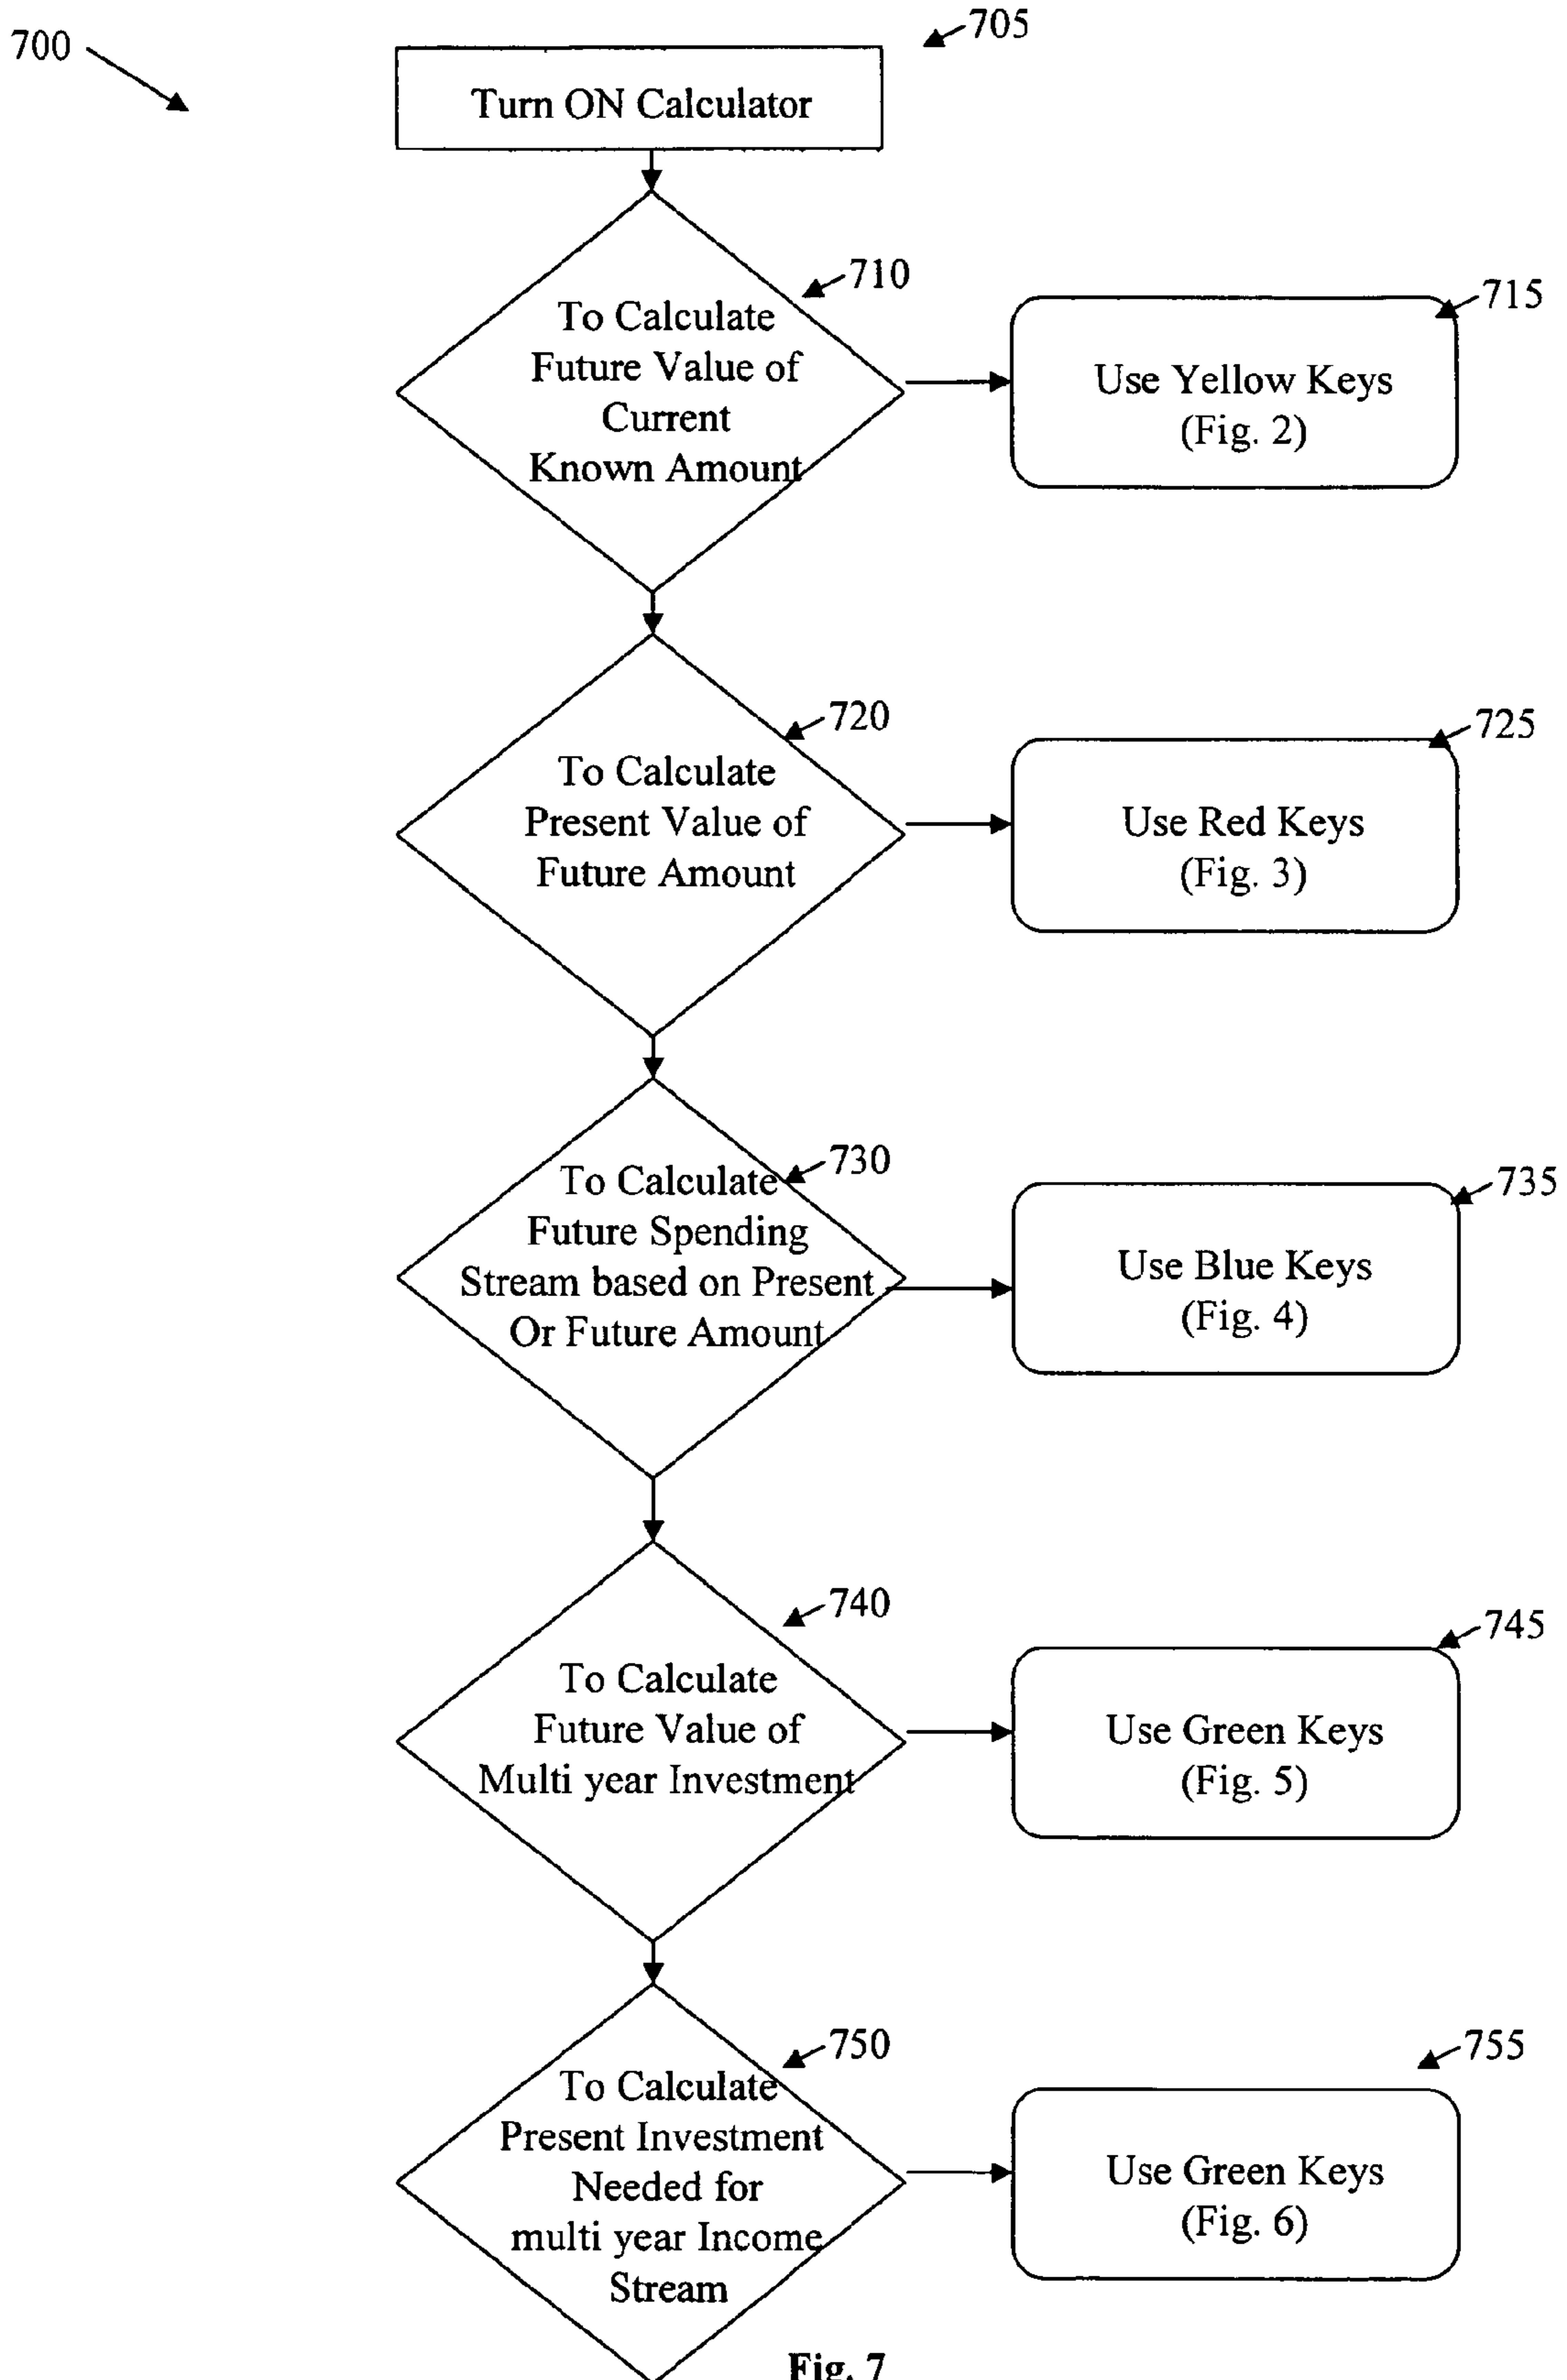 700
705
Turn ON Calculator
710
To Calculate
Future Value of
Current
Known Amount
715
Use Yellow Keys
(Fig. 2)
720
To Calculate
Present Value of
Future Amount
725
Use Red Keys
(Fig. 3)
730
To Calculate
Future Spending
Stream based on Present
Or Future Amount
735
Use Blue Keys
(Fig. 4)
740
To Calculate
Future Value of
Multi year Investment
745
Use Green Keys
(Fig. 5)
750
To Calculate
Present Investment
Needed for
multi year Income
Stream
755
Use Green Keys
(Fig. 6)
Fig. 7